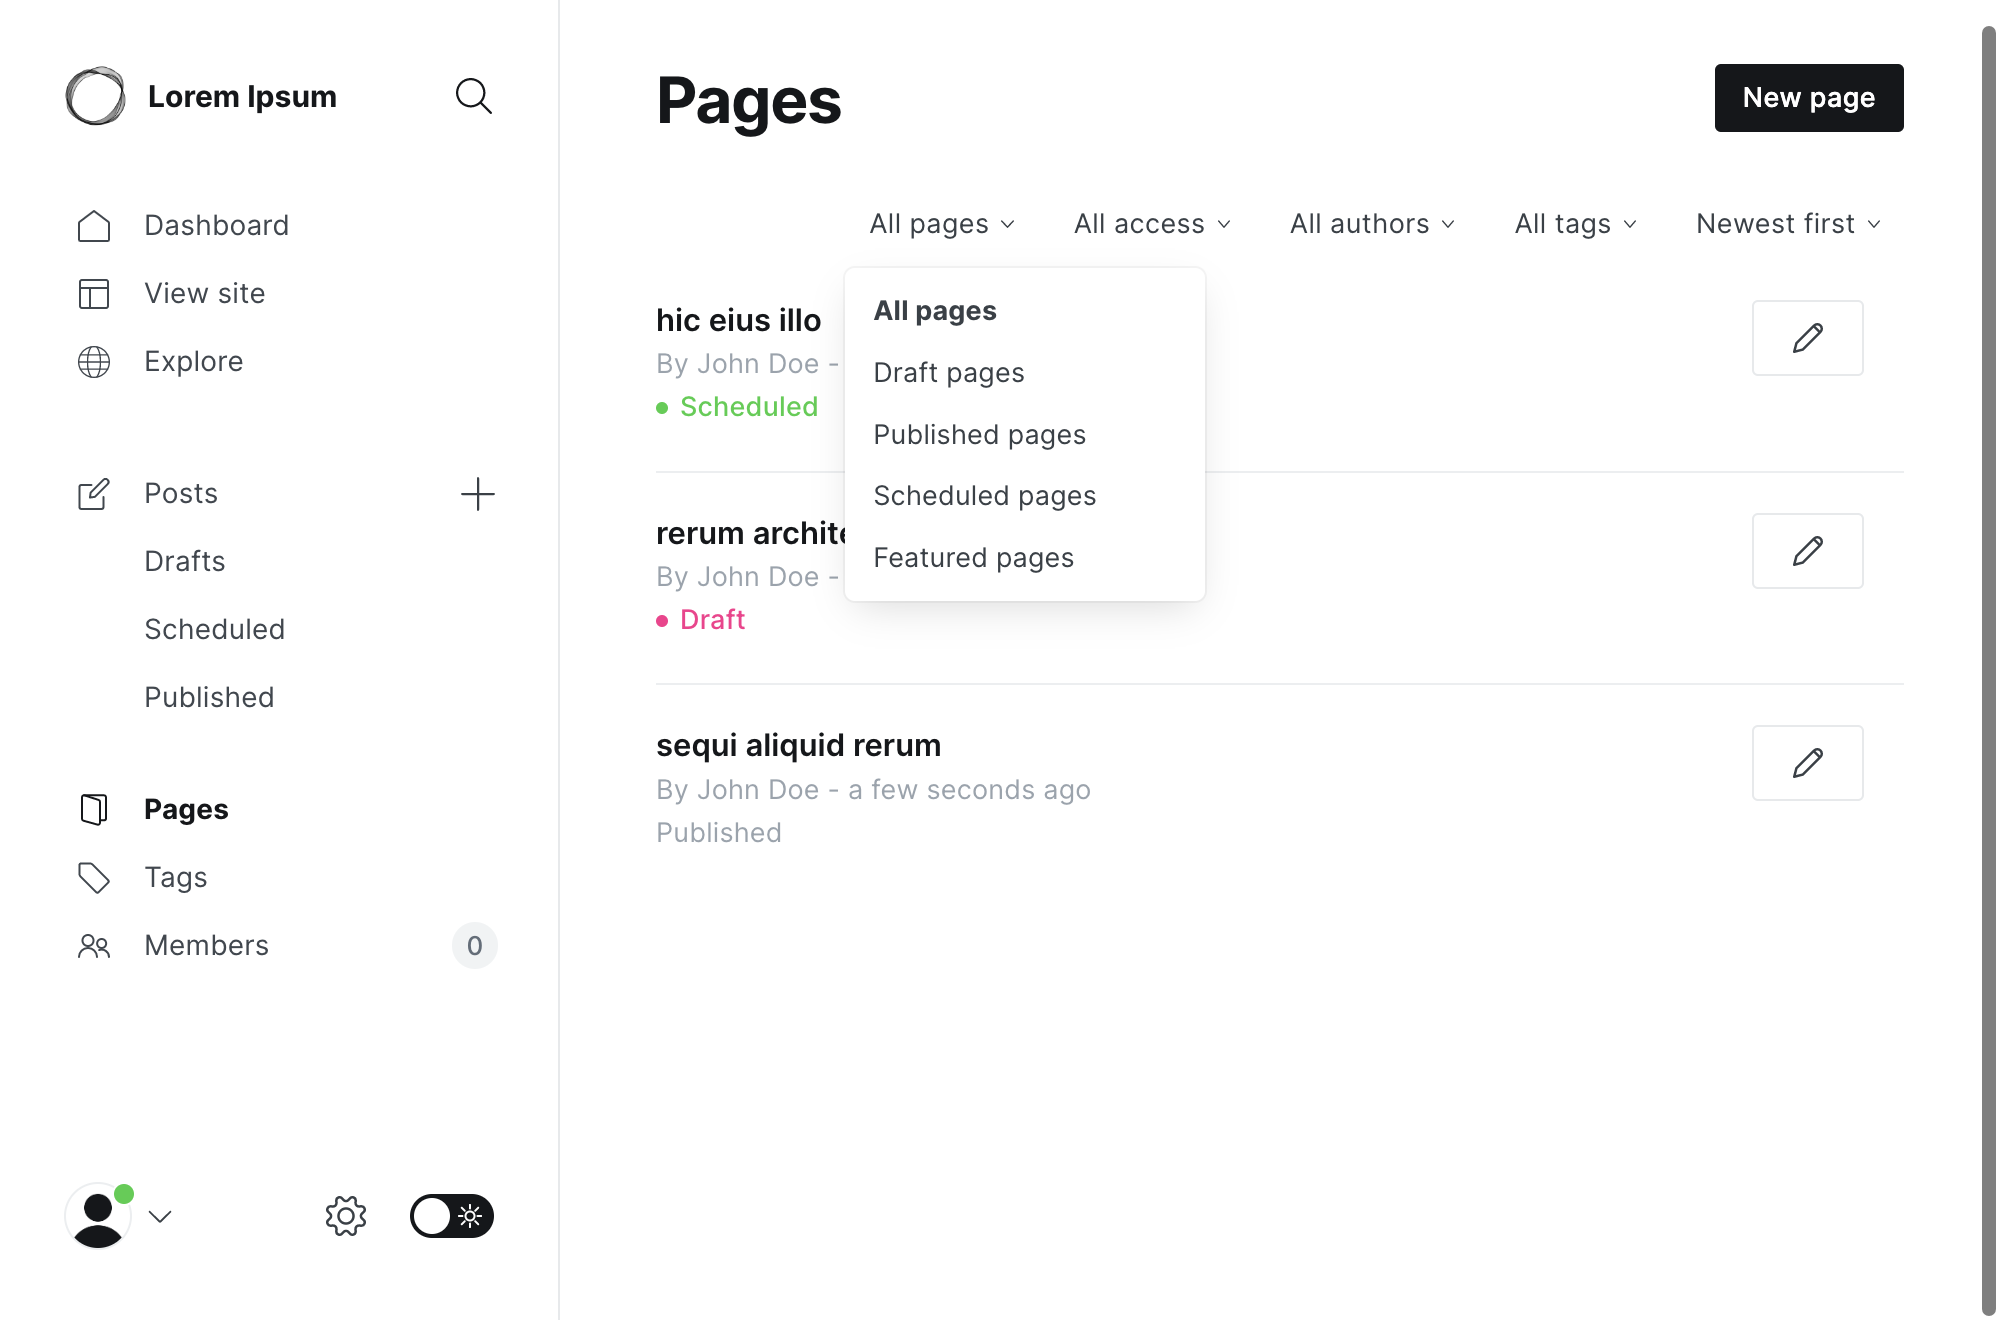 Lorem Ipsum
Dashboard
View site
Explore
Posts
Drafts
Scheduled
Published
Pages
Tags
Members 0
Pages
New page
All pages All access All authors All tags Newest first
All pages
Draft pages
Published pages
Scheduled pages
Featured pages
hic eius illo
By John Doe -
Scheduled
rerum
By John Doe -
Draft
sequi aliquid rerum
By John Doe - a few seconds ago
Published